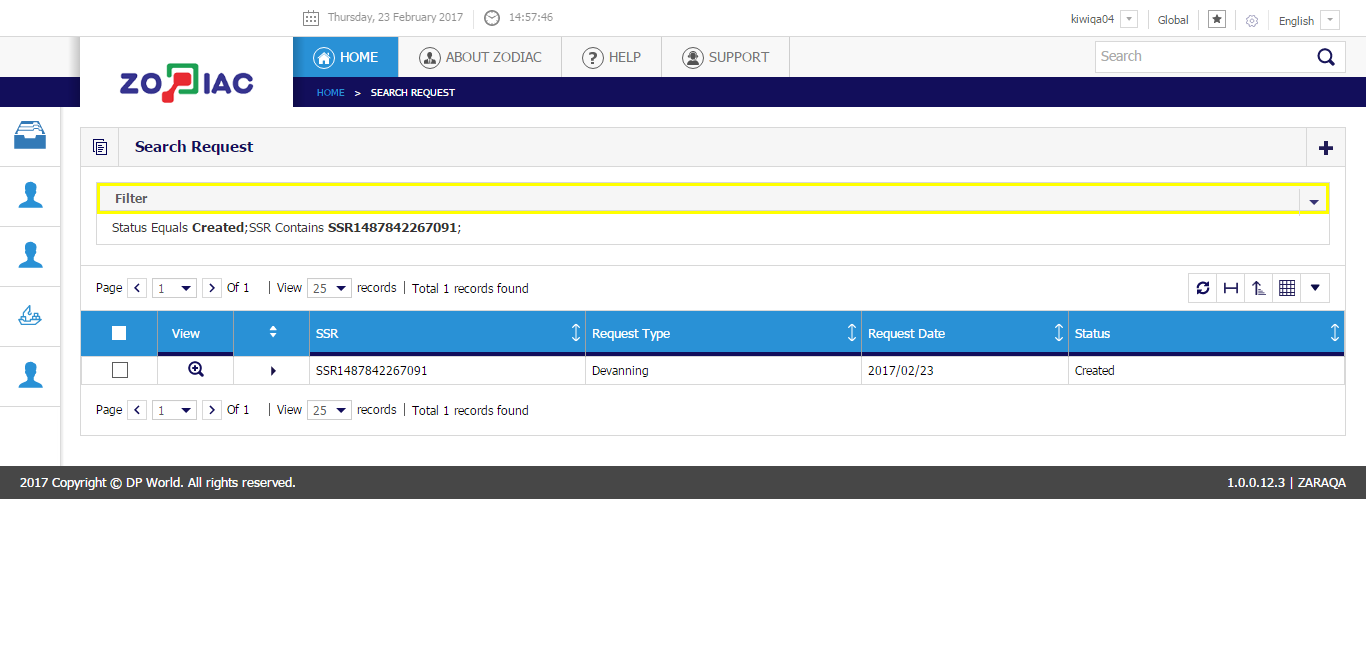 Thursday, 23 February 2017 14:57:46 kiwiqa04 Global English
ZODIAC HOME ABOUT ZODIAC HELP SUPPORT Search
HOME > SEARCH REQUEST
Search Request
Filter
Status Equals Created;SSR Contains SSR1487842267091;
Page 1 Of 1 | View 25 records | Total 1 records found
View SSR Request Type Request Date Status
SSR1487842267091 Devanning 2017/02/23 Created
Page 1 Of 1 | View 25 records | Total 1 records found
2017 Copyright © DP World. All rights reserved. 1.0.0.12.3 | ZARAQA